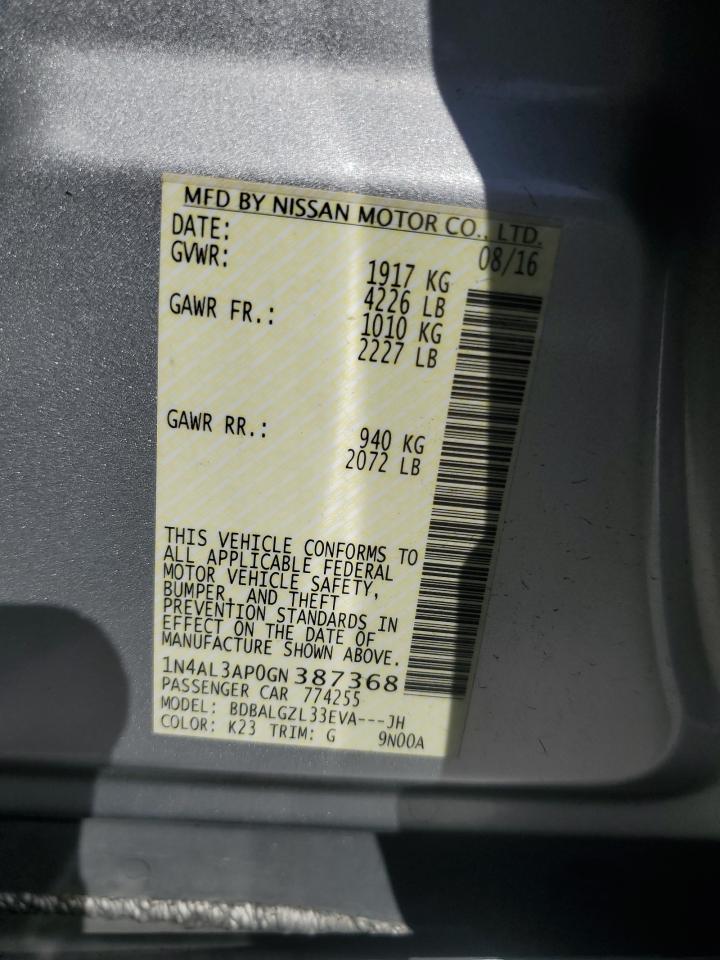 MFD BY NISSAN MOTOR CO., LTD.
DATE: 08/16
GVWR: 1917 KG
4226 LB
GAWR FR.: 1010 KG
2227 LB
GAWR RR.: 940 KG
2072 LB
THIS VEHICLE CONFORMS TO
ALL APPLICABLE FEDERAL
MOTOR VEHICLE SAFETY,
BUMPER, AND THEFT
PREVENTION STANDARDS IN
EFFECT ON THE DATE OF
MANUFACTURE SHOWN ABOVE.
1N4AL3AP0GN387368
PASSENGER CAR 774255
MODEL: BDBALGZL33EVA---JH
COLOR: K23 TRIM: G 9N00A